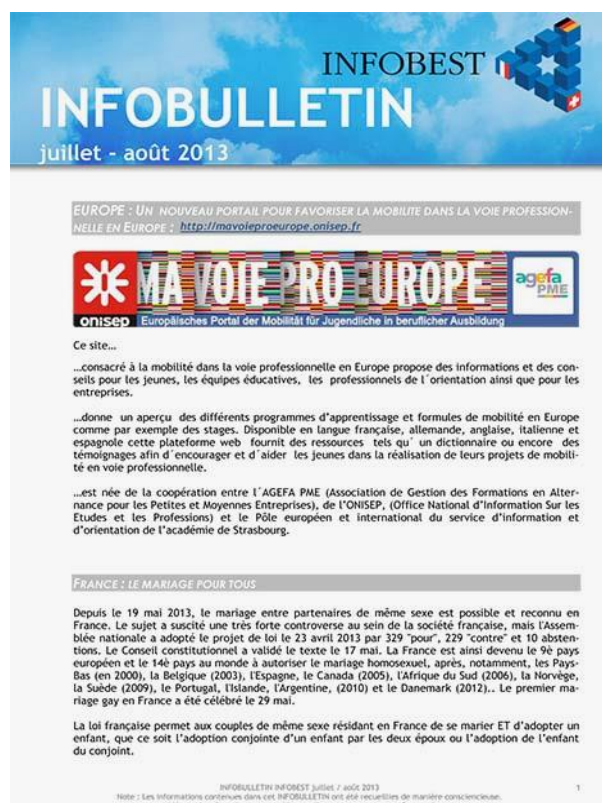 INFOBEST
INFOBULLETIN
juillet - août 2013
EUROPE : UN NOUVEAU PORTAIL POUR FAVORISER LA MOBILITE DANS LA VOIE PROFESSION-
NELLE EN EUROPE : http://mavoieproeurope.onisep.fr
MA VOIE PRO EUROPE
agefa
PME
onisep Europäisches Portal der Mobilität für Jugendliche in beruflicher Ausbildung
Ce site…
…consacré à la mobilité dans la voie professionnelle en Europe propose des informations et des con-
seils pour les jeunes, les équipes éducatives, les professionnels de l´orientation ainsi que pour les
entreprises.
…donne un aperçu des différents programmes d’apprentissage et formules de mobilité en Europe
comme par exemple des stages. Disponible en langue française, allemande, anglaise, italienne et
espagnole cette plateforme web fournit des ressources tels qu´ un dictionnaire ou encore des
témoignages afin d´encourager et d´aider les jeunes dans la réalisation de leurs projets de mobili-
té en voie professionnelle.
…est née de la coopération entre l´AGEFA PME (Association de Gestion des Formations en Alter-
nance pour les Petites et Moyennes Entreprises), de l’ONISEP, (Office National d’Information Sur les
Etudes et les Professions) et le Pôle européen et international du service d’information et
d’orientation de l’académie de Strasbourg.
FRANCE : LE MARIAGE POUR TOUS
Depuis le 19 mai 2013, le mariage entre partenaires de même sexe est possible et reconnu en
France. Le sujet a suscité une très forte controverse au sein de la société française, mais l'Assem-
blée nationale a adopté le projet de loi le 23 avril 2013 par 329 "pour", 229 "contre" et 10 absten-
tions. Le Conseil constitutionnel a validé le texte le 17 mai. La France est ainsi devenu le 9è pays
européen et le 14è pays au monde à autoriser le mariage homosexuel, après, notamment, les Pays-
Bas (en 2000), la Belgique (2003), l'Espagne, le Canada (2005), l'Afrique du Sud (2006), la Norvège,
la Suède (2009), le Portugal, l'Islande, l'Argentine, (2010) et le Danemark (2012).. Le premier ma-
riage gay en France a été célébré le 29 mai.
La loi française permet aux couples de même sexe résidant en France de se marier ET d’adopter un
enfant, que ce soit l’adoption conjointe d’un enfant par les deux époux ou l’adoption de l’enfant
du conjoint.
INFOBULLETIN INFOBEST juillet / août 2013 1
Note : Les informations contenues dans cet INFOBULLETIN ont été recueillies de manière consciencieuse.